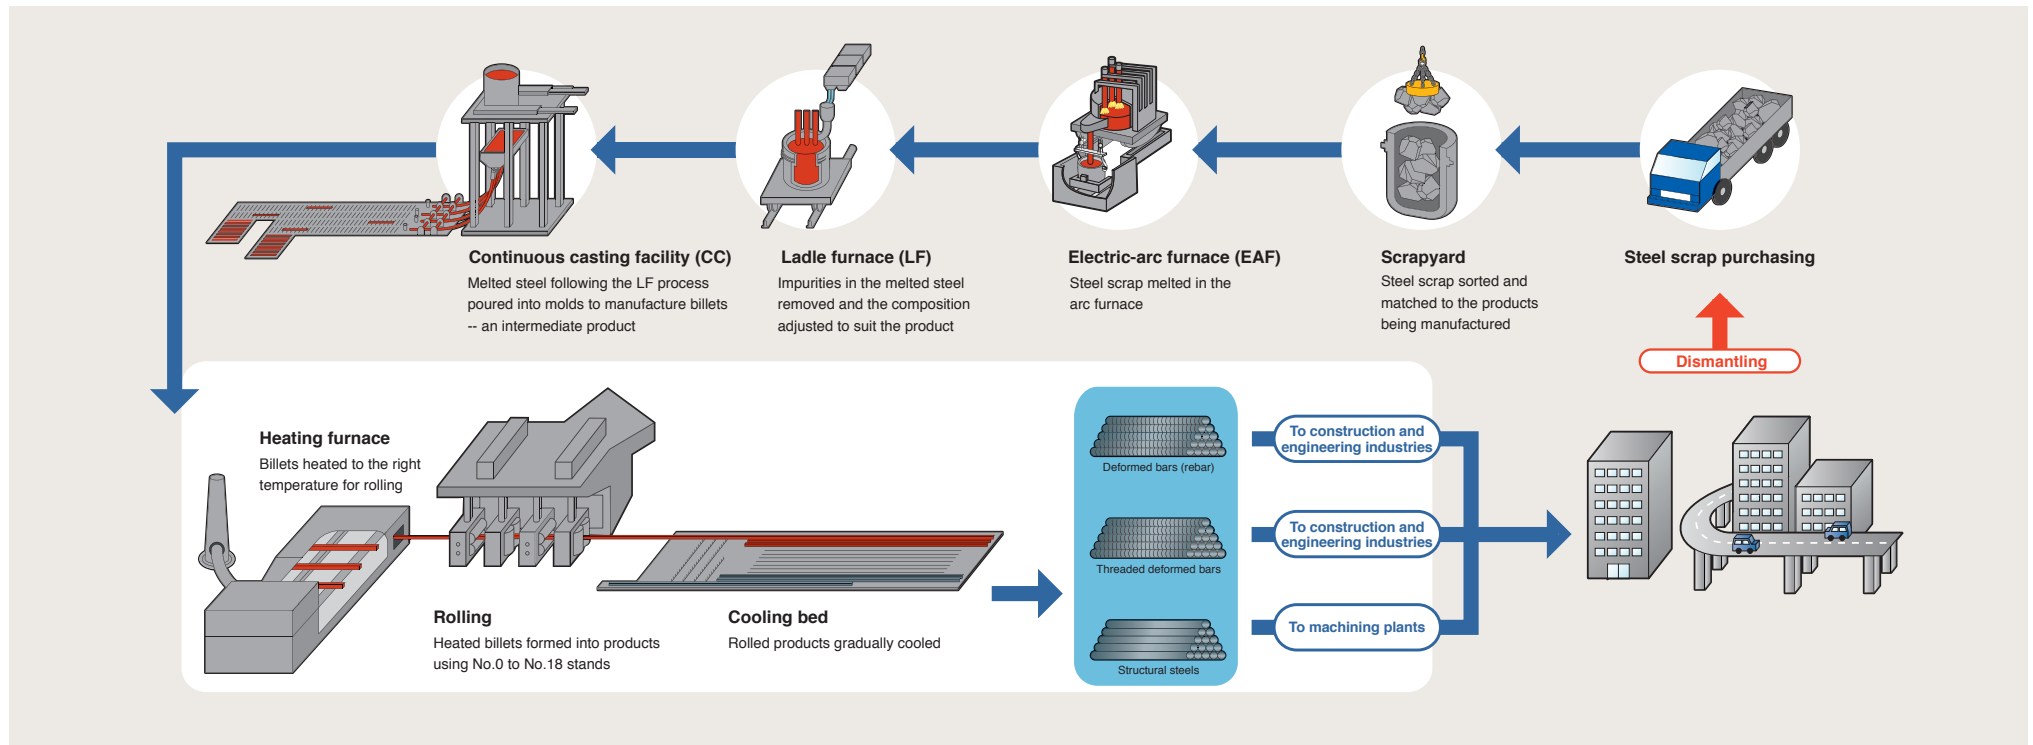 Continuous casting facility (CC)
Melted steel following the LF process
poured into molds to manufacture billets
-- an intermediate product
Ladle furnace (LF)
Impurities in the melted steel
removed and the composition
adjusted to suit the product
Electric-arc furnace (EAF)
Steel scrap melted in the
arc furnace
Scrapyard
Steel scrap sorted and
matched to the products
being manufactured
Steel scrap purchasing
Dismantling
Heating furnace
Billets heated to the right
temperature for rolling
Rolling
Heated billets formed into products
using No.0 to No.18 stands
Cooling bed
Rolled products gradually cooled
Deformed bars (rebar)
Threaded deformed bars
Structural steels
To construction and
engineering industries
To construction and
engineering industries
To machining plants